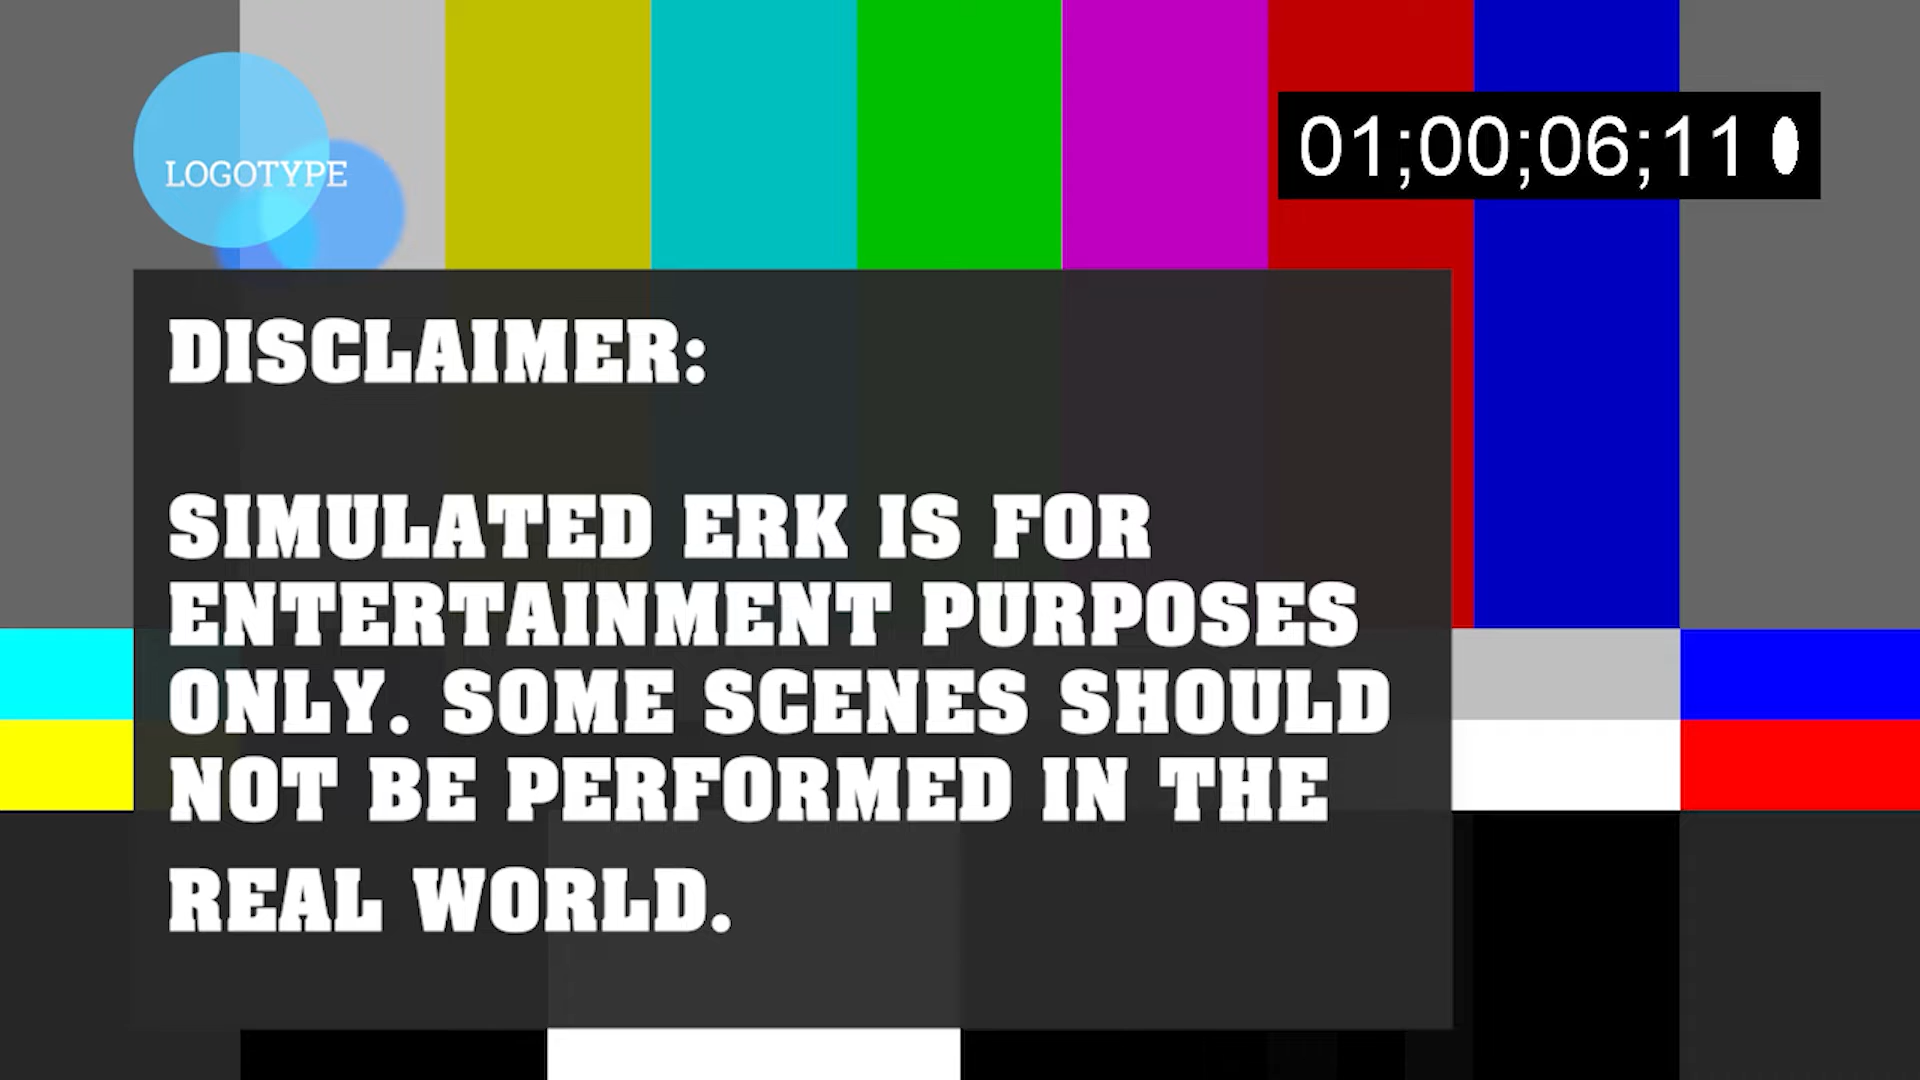 LOGOTYPE
01;00;06;11
DISCLAIMER:
SIMULATED ERK IS FOR
ENTERTAINMENT PURPOSES
ONLY. SOME SCENES SHOULD
NOT BE PERFORMED IN THE
REAL WORLD.